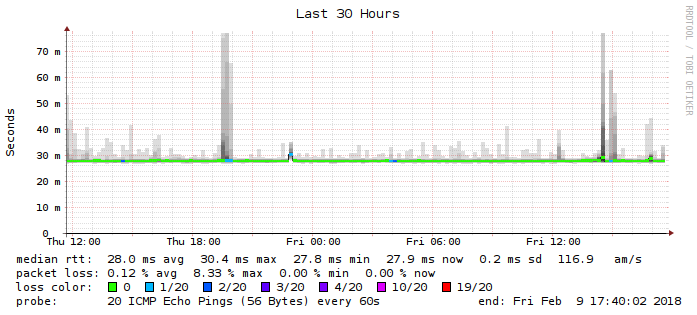 Last 30 Hours
RRDTOOL / TOBI OETIKER
Seconds
70 m
60 m
50 m
40 m
30 m
20 m
10 m
0
Thu 12:00 Thu 18:00 Fri 00:00 Fri 06:00 Fri 12:00
median rtt: 28.0 ms avg 30.4 ms max 27.8 ms min 27.9 ms now 0.2 ms sd 116.9 am/s
packet loss: 0.12 % avg 8.33 % max 0.00 % min 0.00 % now
loss color: 0 1/20 2/20 3/20 4/20 10/20 19/20
probe: 20 ICMP Echo Pings (56 Bytes) every 60s end: Fri Feb 9 17:40:02 2018